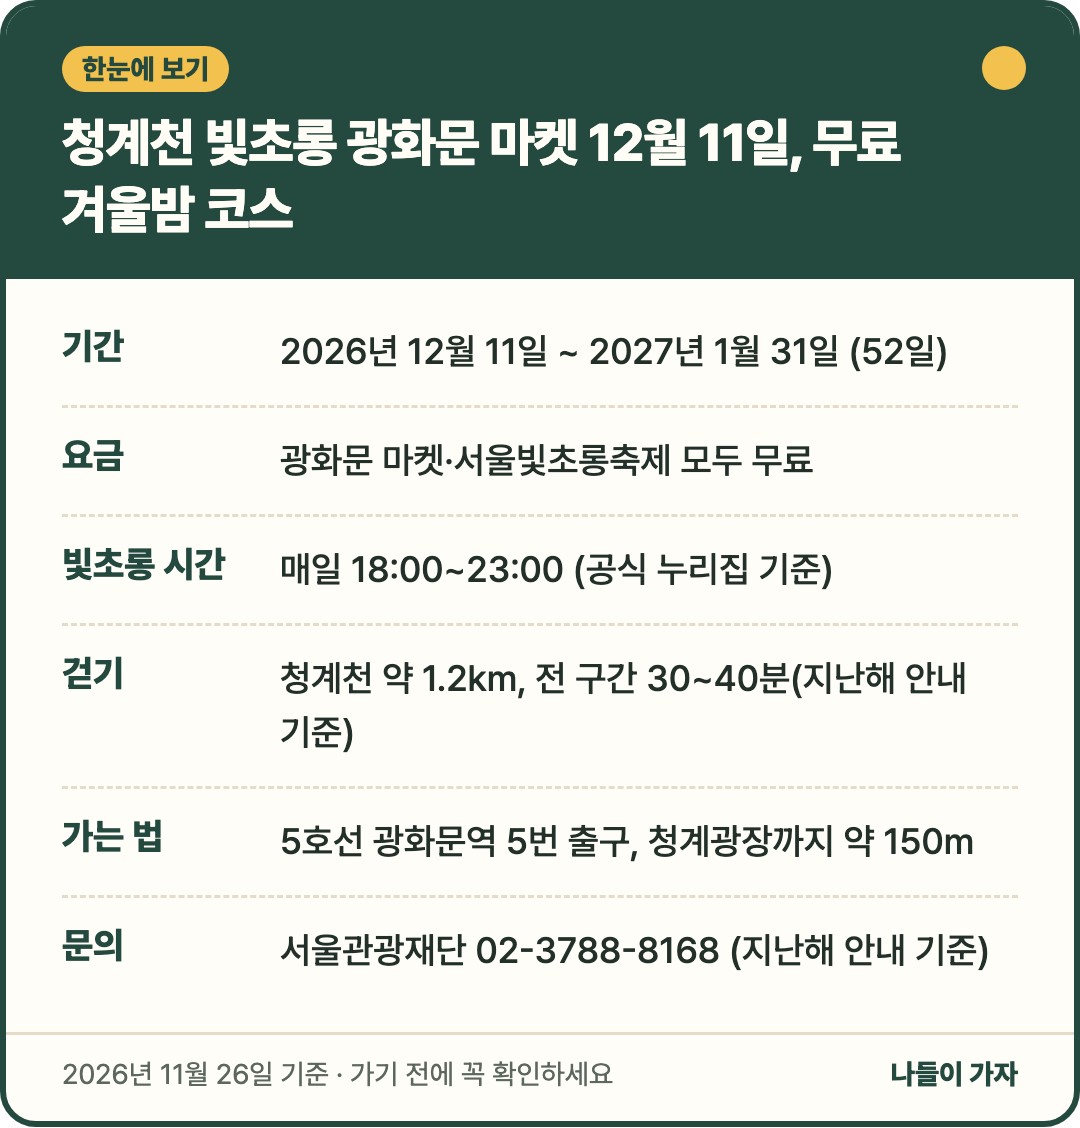 한눈에 보기
청계천 빛초롱 광화문 마켓 12월 11일, 무료
겨울밤 코스
기간
2026년 12월 11일 ~ 2027년 1월 31일 (52일)
요금
광화문 마켓·서울빛초롱축제 모두 무료
빛초롱 시간
매일 18:00~23:00 (공식 누리집 기준)
걷기
청계천 약 1.2km, 전 구간 30~40분(지난해 안내
기준)
가는 법
5호선 광화문역 5번 출구, 청계광장까지 약 150m
문의
서울관광재단 02-3788-8168 (지난해 안내 기준)
2026년 11월 26일 기준 · 가기 전에 꼭 확인하세요
나들이 가자